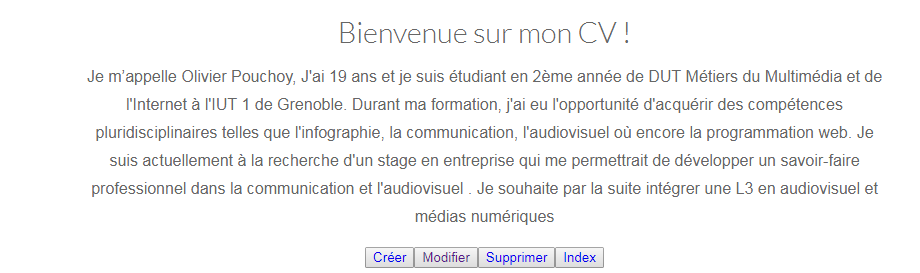 Bienvenue sur mon CV !
Je m’appelle Olivier Pouchoy, J'ai 19 ans et je suis étudiant en 2ème année de DUT Métiers du Multimédia et de
l'Internet à l'IUT 1 de Grenoble. Durant ma formation, j'ai eu l'opportunité d'acquérir des compétences
pluridisciplinaires telles que l'infographie, la communication, l'audiovisuel où encore la programmation web. Je
suis actuellement à la recherche d'un stage en entreprise qui me permettrait de développer un savoir-faire
professionnel dans la communication et l'audiovisuel . Je souhaite par la suite intégrer une L3 en audiovisuel et
médias numériques
Créer Modifier Supprimer Index